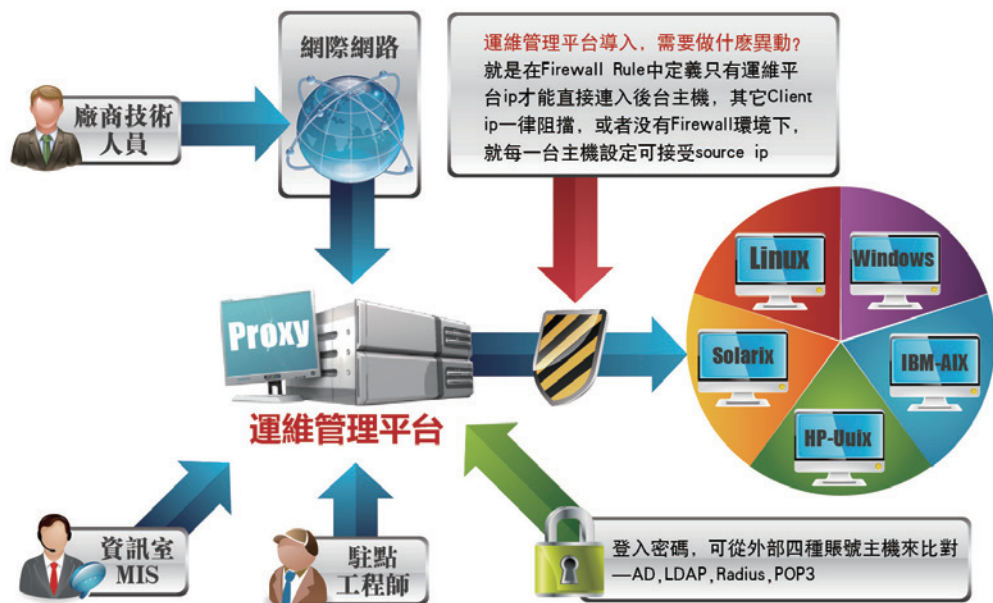 網際網路
運維管理平台導入，需要做什麼異動?
就是在Firewall Rule中定義只有運維平
台ip才能直接連入後台主機，其它Client
ip一律阻擋，或者没有Firewall環境下，
就每一台主機設定可接受source ip
廠商技術
人員
Linux
Windows
Proxy
Solarix
IBM-AIX
運維管理平台
HP-Uuix
資訊室
MIS
駐點
工程師
登入密碼，可從外部四種賬號主機來比對
—AD,LDAP,Radius,POP3